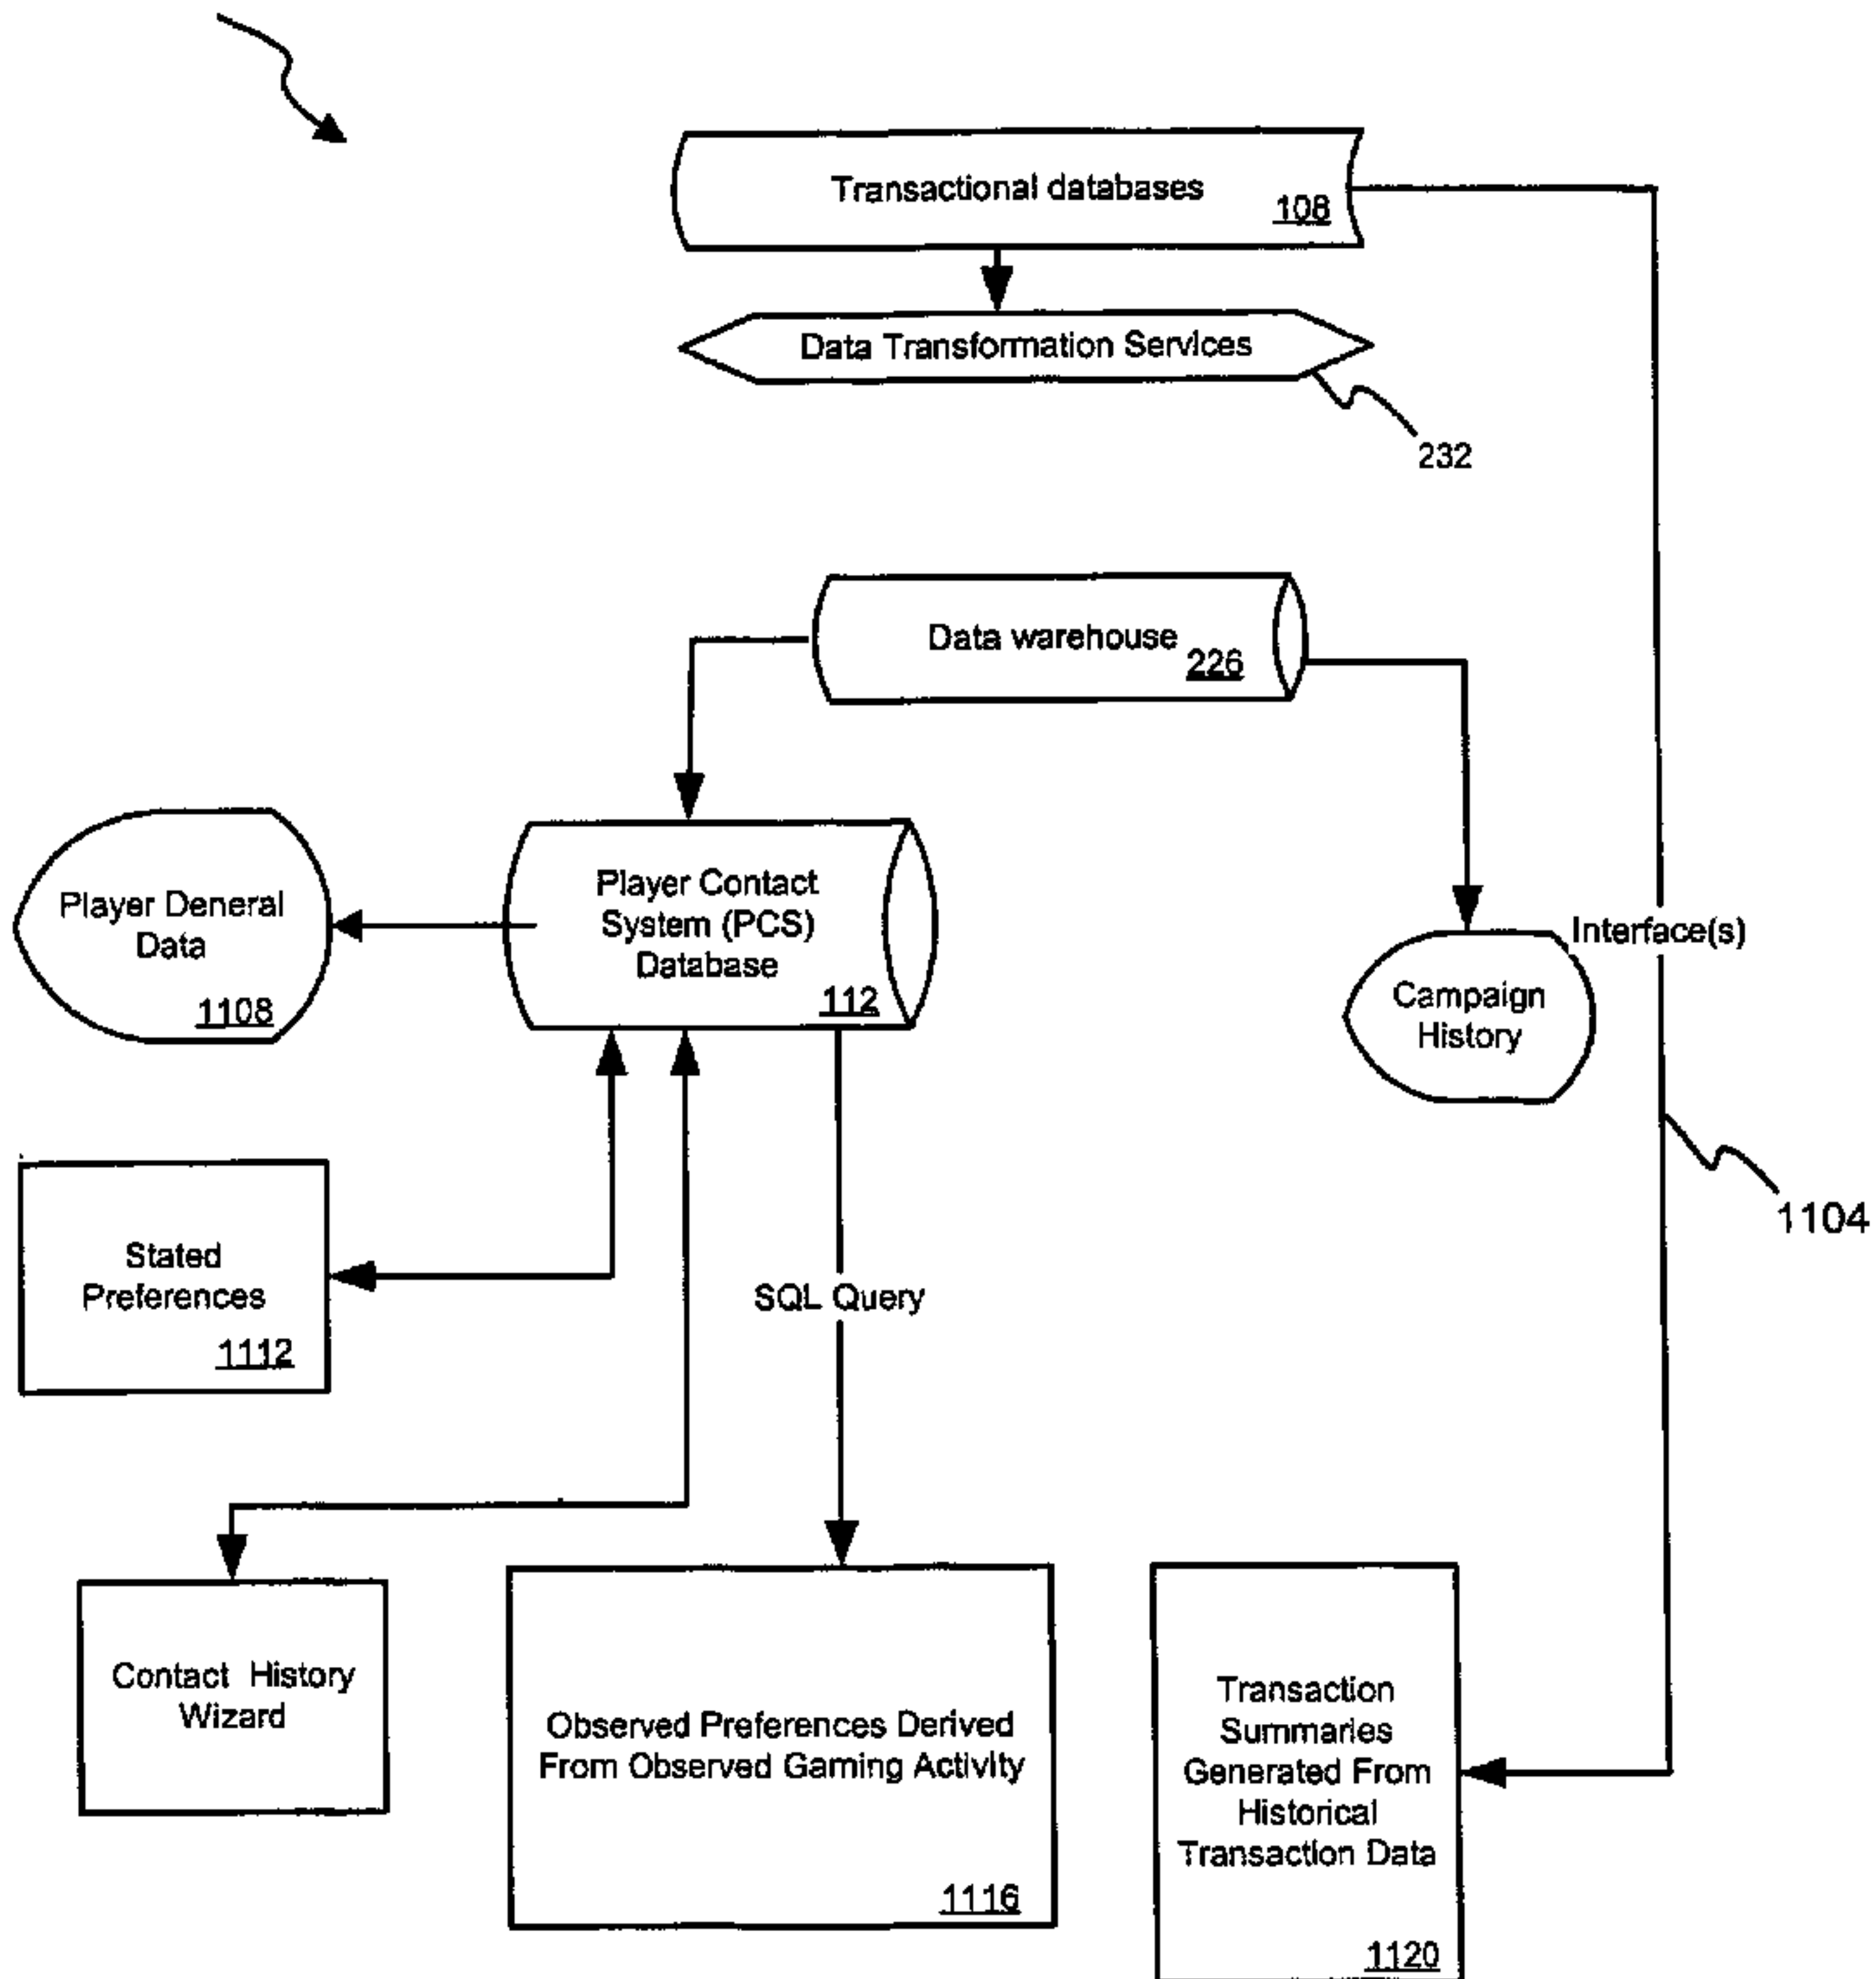 Transactional databases
108
Data Transformation Services
232
Data warehouse
226
Player Deneral
Data
1108
Player Contact
System (PCS)
Database
112
Interface(s)
Campaign
History
1104
Stated
Preferences
1112
SQL Query
Contact History
Wizard
Observed Preferences Derived
From Observed Gaming Activity
1116
Transaction
Summaries
Generated From
Historical
Transaction Data
1120